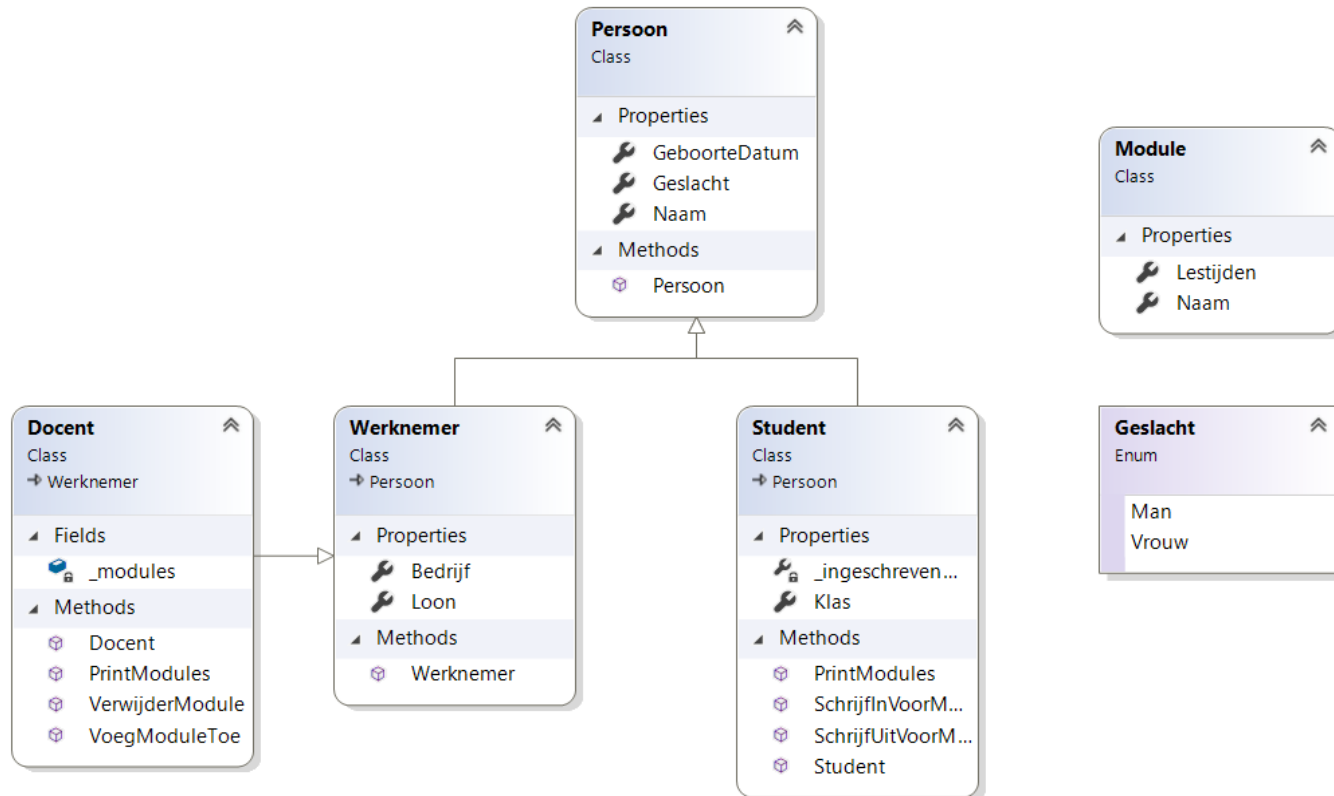 Persoon
Class
Properties
GeboorteDatum
Geslacht
Naam
Methods
Persoon
Module
Class
Properties
Lestijden
Naam
Docent
Class
Werknemer
Fields
_modules
Methods
Docent
PrintModules
VerwijderModule
VoegModuleToe
Werknemer
Class
Persoon
Properties
Bedrijf
Loon
Methods
Werknemer
Student
Class
Persoon
Properties
_ingeschreven...
Klas
Methods
PrintModules
SchrijfInVoorM...
SchrijfUitVoorM...
Student
Geslacht
Enum
Man
Vrouw